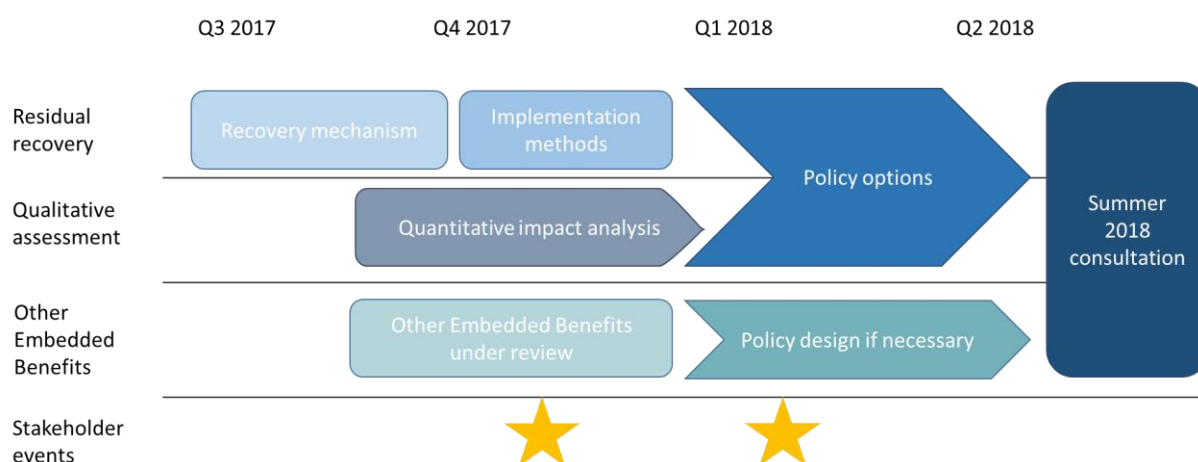 Q3 2017
Q4 2017
Q1 2018
Q2 2018
Residual
recovery
Recovery mechanism
Implementation
methods
Policy options
Qualitative
assessment
Quantitative impact analysis
Summer
2018
consultation
Other
Embedded
Benefits
Other Embedded Benefits
under review
Policy design if necessary
Stakeholder
events